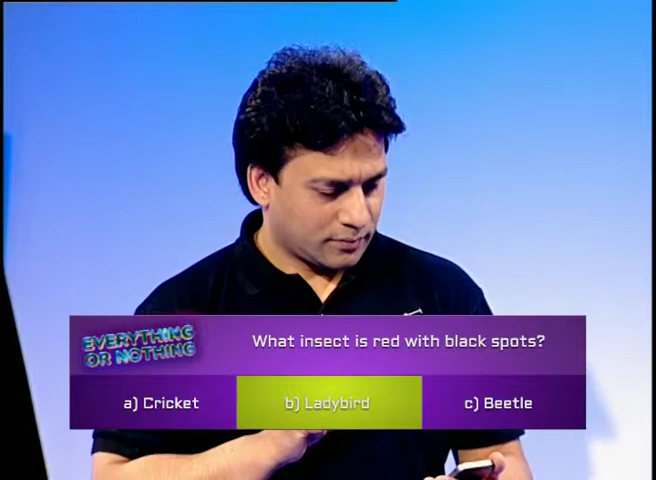 EVERYTHING
OR NOTHING
What insect is red with black spots?
a) Cricket
b) Ladybird
c) Beetle